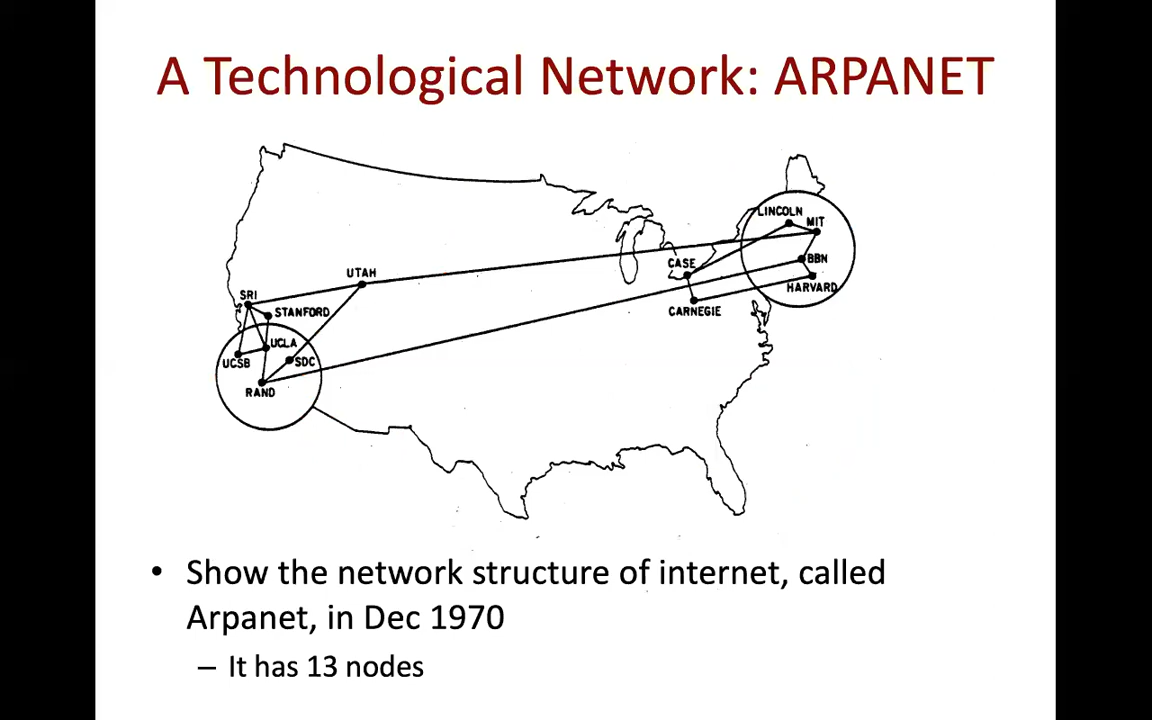 A Technological Network: ARPANET
LINCOLN
MIT
CASE
BBN
UTAH
HARVARD
SRI
CARNEGIE
STANFORD
UCLA
UCSB
SDC
RAND
• Show the network structure of internet, called
Arpanet, in Dec 1970
– It has 13 nodes